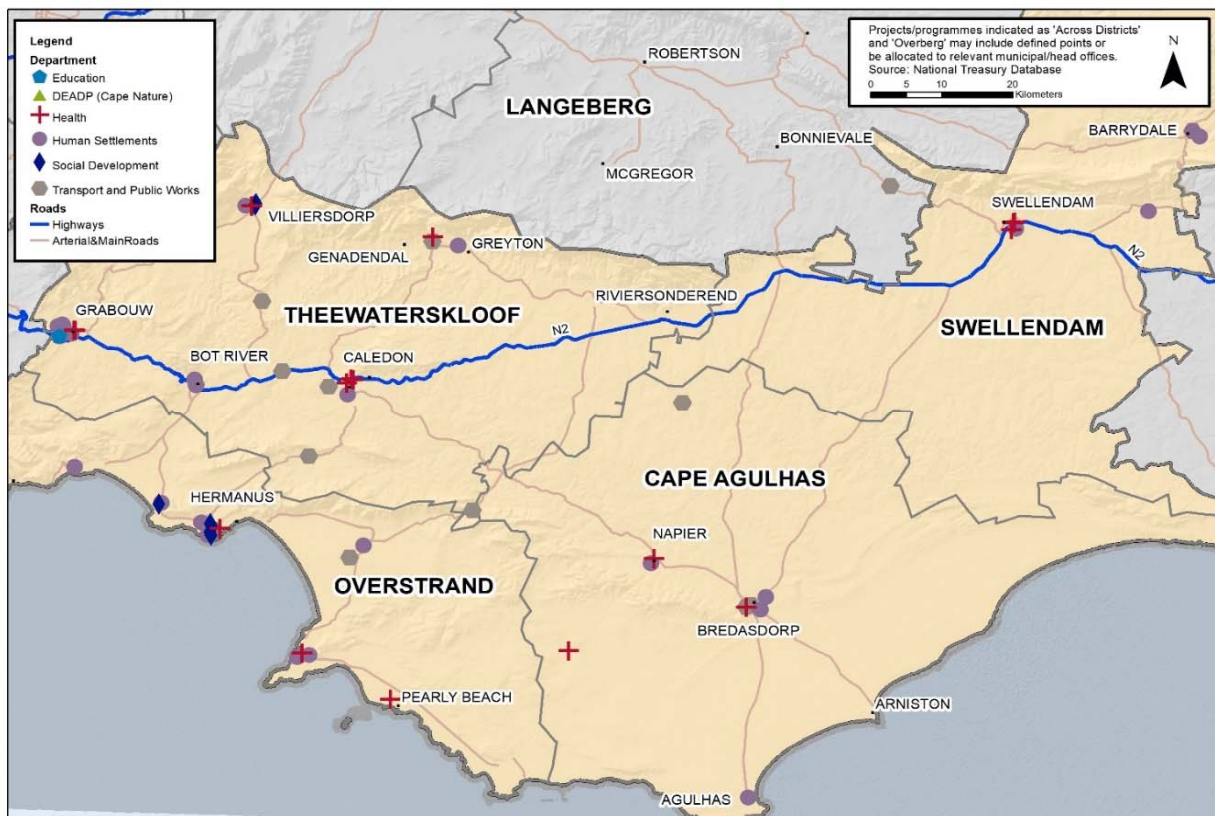 Legend
Department
Education
DEADP (Cape Nature)
Health
Human Settlements
Social Development
Transport and Public Works
Roads
Highways
Arterial&MainRoads
Projects/programmes indicated as 'Across Districts'
and 'Overberg' may include defined points or
be allocated to relevant municipal/head offices.
Source: National Treasury Database
0 5 10 20
Kilometers
N
ROBERTSON
LANGEBERG
BONNIEVALE
BARRYDALE
MCGREGOR
SWELLENDAM
VILLIERSDORP
GENADENDAL
GREYTON
N2
RIVIERSONDEREND
GRABOUW
THEEWATERSKLOOF
N2
SWELLENDAM
BOT RIVER
CALEDON
CAPE AGULHAS
HERMANUS
NAPIER
OVERSTRAND
BREDASDORP
PEARLY BEACH
ARNISTON
AGULHAS